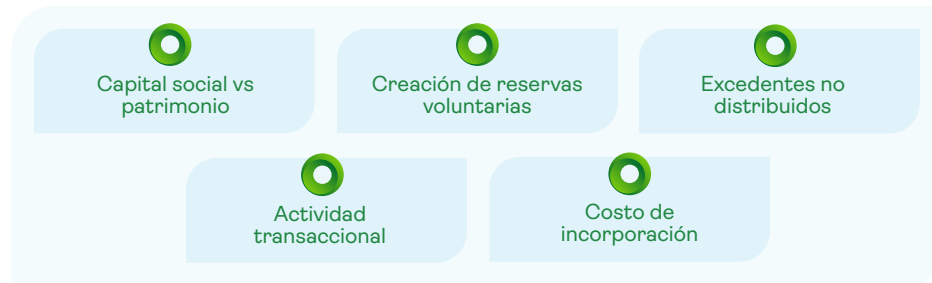 Capital social vs
patrimonio
Creación de reservas
voluntarias
Excedentes no
distribuidos
Actividad
transaccional
Costo de
incorporación